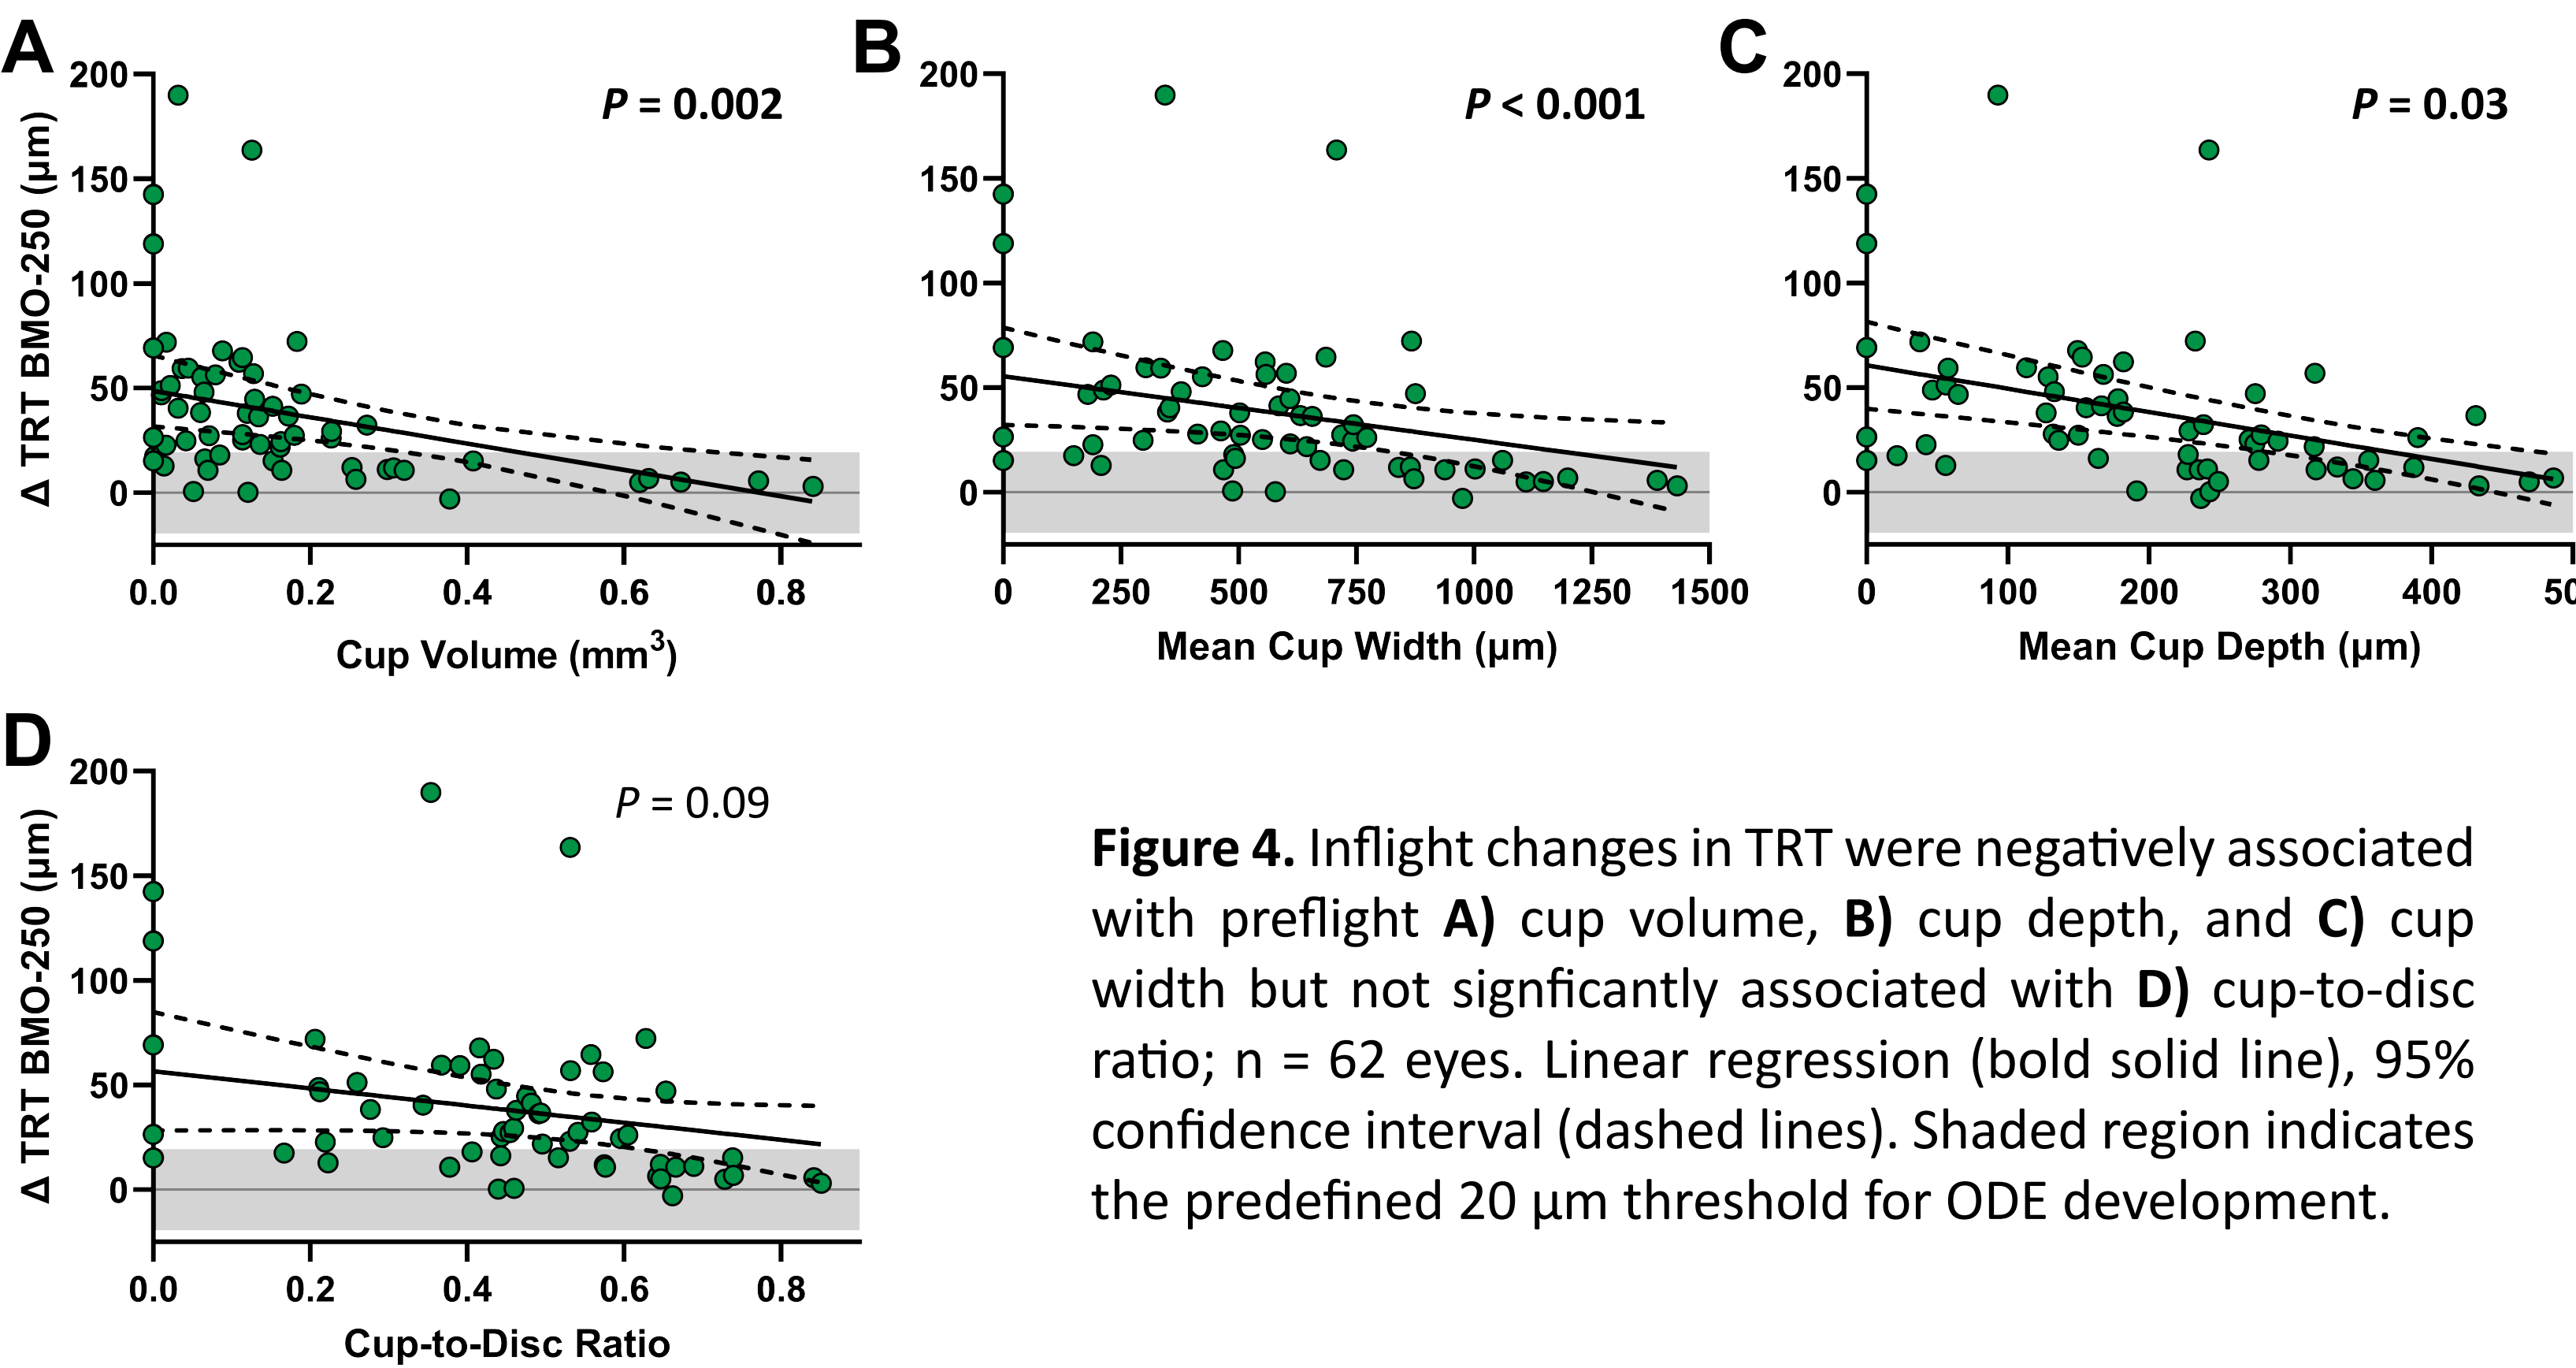 A
B
C
200
150
100
50
0
Δ TRT BMO-250 (µm)
P = 0.002
0.0 0.2 0.4 0.6 0.8
Cup Volume (mm³)
200
150
100
50
0
P < 0.001
0 250 500 750 1000 1250 1500
Mean Cup Width (µm)
200
150
100
50
0
P = 0.03
0 100 200 300 400 50
Mean Cup Depth (µm)
D
200
150
100
50
0
Δ TRT BMO-250 (µm)
P = 0.09
0.0 0.2 0.4 0.6 0.8
Cup-to-Disc Ratio
Figure 4. Inflight changes in TRT were negatively associated
with preflight A) cup volume, B) cup depth, and C) cup
width but not signficantly associated with D) cup-to-disc
ratio; n = 62 eyes. Linear regression (bold solid line), 95%
confidence interval (dashed lines). Shaded region indicates
the predefined 20 µm threshold for ODE development.